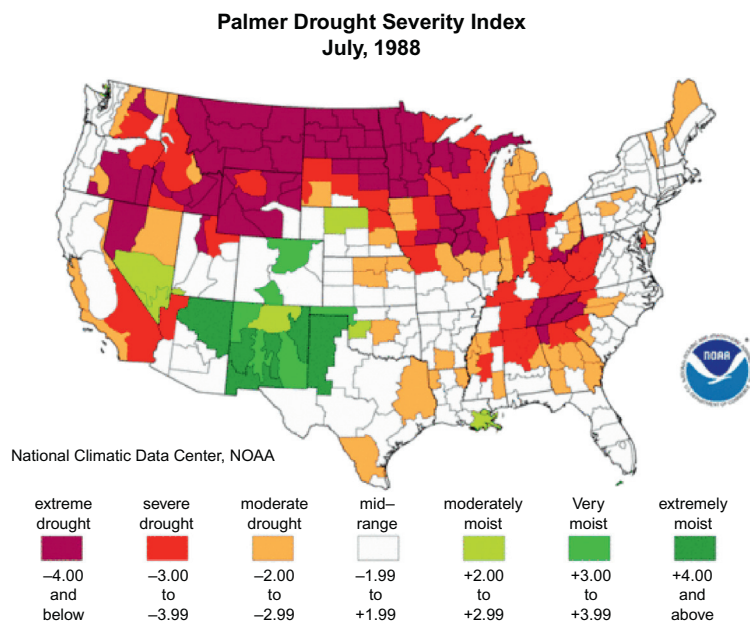 Palmer Drought Severity Index
July, 1988
NOAA
National Climatic Data Center, NOAA
extreme drought
severe drought
moderate drought
mid– range
moderately moist
Very moist
extremely moist
–4.00 and below
–3.00 to –3.99
–2.00 to –2.99
–1.99 to +1.99
+2.00 to +2.99
+3.00 to +3.99
+4.00 and above